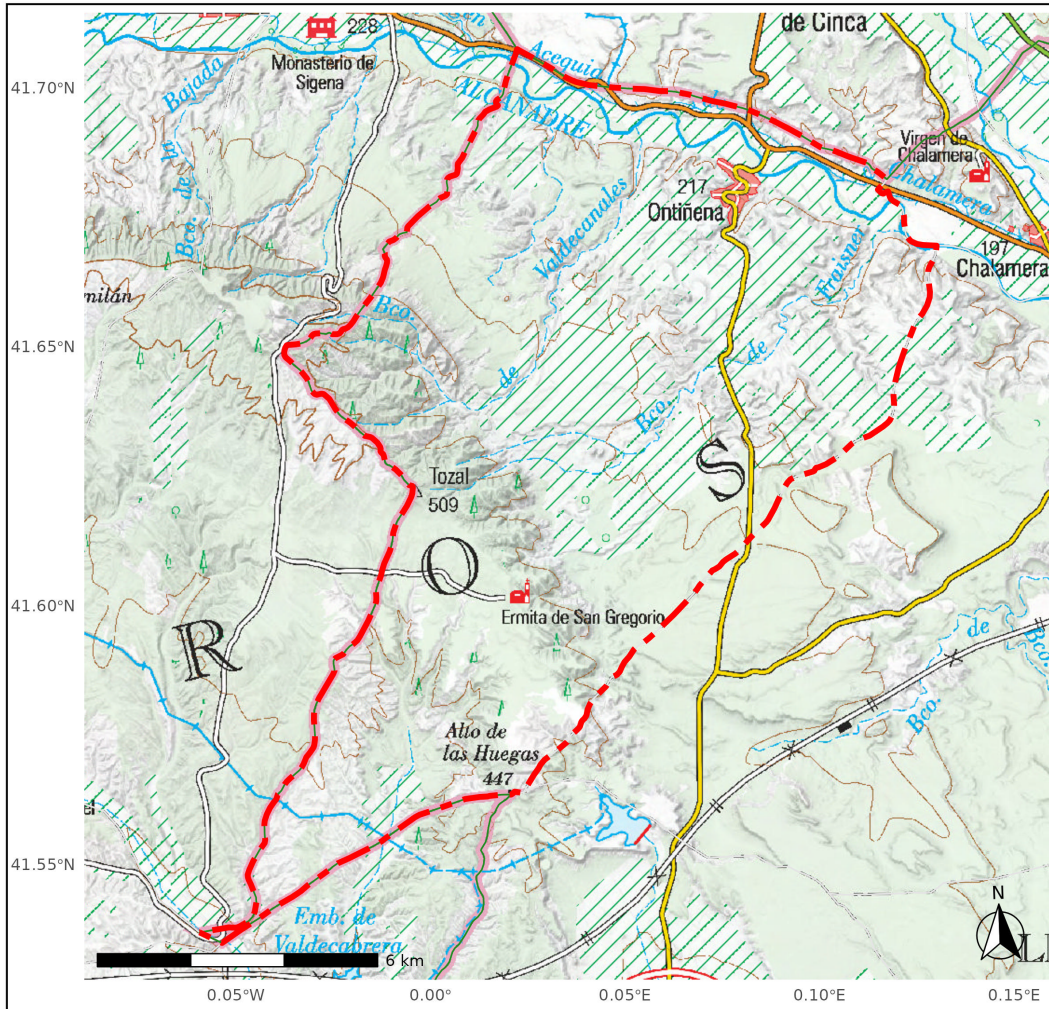 228
Monasterio de
Sigena
de Cinca
Acequia
de
ALCANADRE
Bajada
la
de
Bco.
Virgen de
Chalamera
Chalamera
217
Ontiñena
Valdecanales
de
Bco.
Fraisner
de
Bco.
197
Chalamera
S
Tozal
509
O
Ermita de San Gregorio
R
Alto de
las Huegas
447
de
Bco.
Bco.
Emb. de
Valdecabrera
6 km
N
41.70°N
41.65°N
41.60°N
41.55°N
0.05°W
0.00°
0.05°E
0.10°E
0.15°E